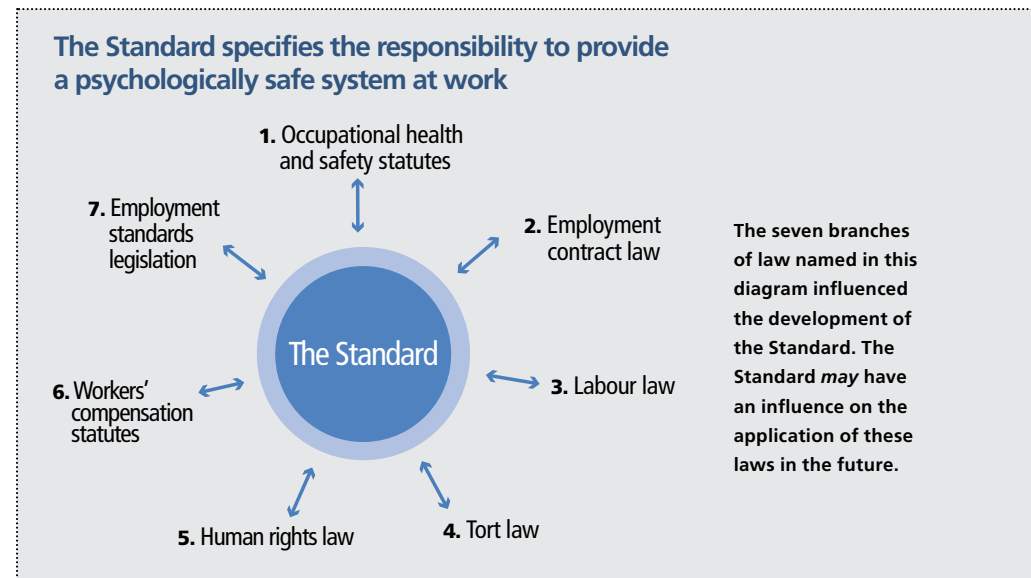 The Standard specifies the responsibility to provide
a psychologically safe system at work
1. Occupational health
and safety statutes
2. Employment
contract law
3. Labour law
4. Tort law
5. Human rights law
6. Workers’
compensation
statutes
7. Employment
standards
legislation
The Standard
The seven branches
of law named in this
diagram influenced
the development of
the Standard. The
Standard may have
an influence on the
application of these
laws in the future.